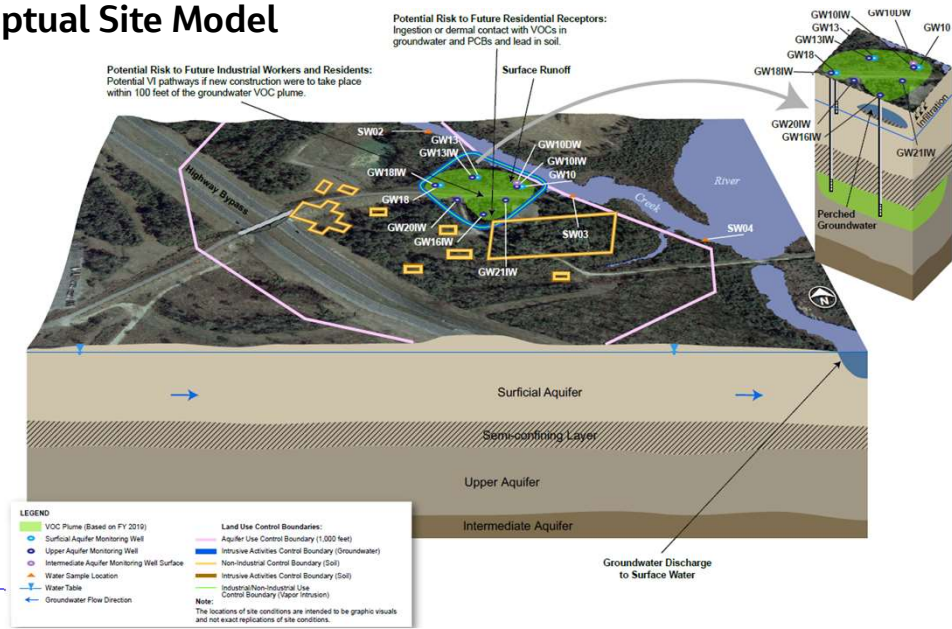 ptual Site Model
Potential Risk to Future Residential Receptors:
Ingestion or dermal contact with VOCs in
groundwater and PCBs and lead in soil.
Potential Risk to Future Industrial Workers and Residents:
Potential VI pathways if new construction were to take place
within 100 feet of the groundwater VOC plume.
Surface Runoff
GW10IW
GW10DW
GW13
GW10
GW13IW
GW18
GW18IW
Infiltration
GW20IW
GW16IW
GW21IW
Perched
Groundwater
SW02
GW13
GW13IW
GW10DW
GW10IW
GW10
GW18IW
GW18
GW20IW
GW16IW
GW21IW
SW03
SW04
Highway Bypass
Creek
River
N
Surficial Aquifer
Semi-confining Layer
Upper Aquifer
Intermediate Aquifer
Groundwater Discharge
to Surface Water
LEGEND
VOC Plume (Based on FY 2019)
Surficial Aquifer Monitoring Well
Upper Aquifer Monitoring Well
Intermediate Aquifer Monitoring Well Surface
Water Sample Location
Water Table
Groundwater Flow Direction
Land Use Control Boundaries:
Aquifer Use Control Boundary (1,000 feet)
Intrusive Activities Control Boundary (Groundwater)
Non-Industrial Control Boundary (Soil)
Intrusive Activities Control Boundary (Soil)
Industrial/Non-Industrial Use
Control Boundary (Vapor Intrusion)
Note:
The locations of site conditions are intended to be graphic visuals
and not exact replications of site conditions.